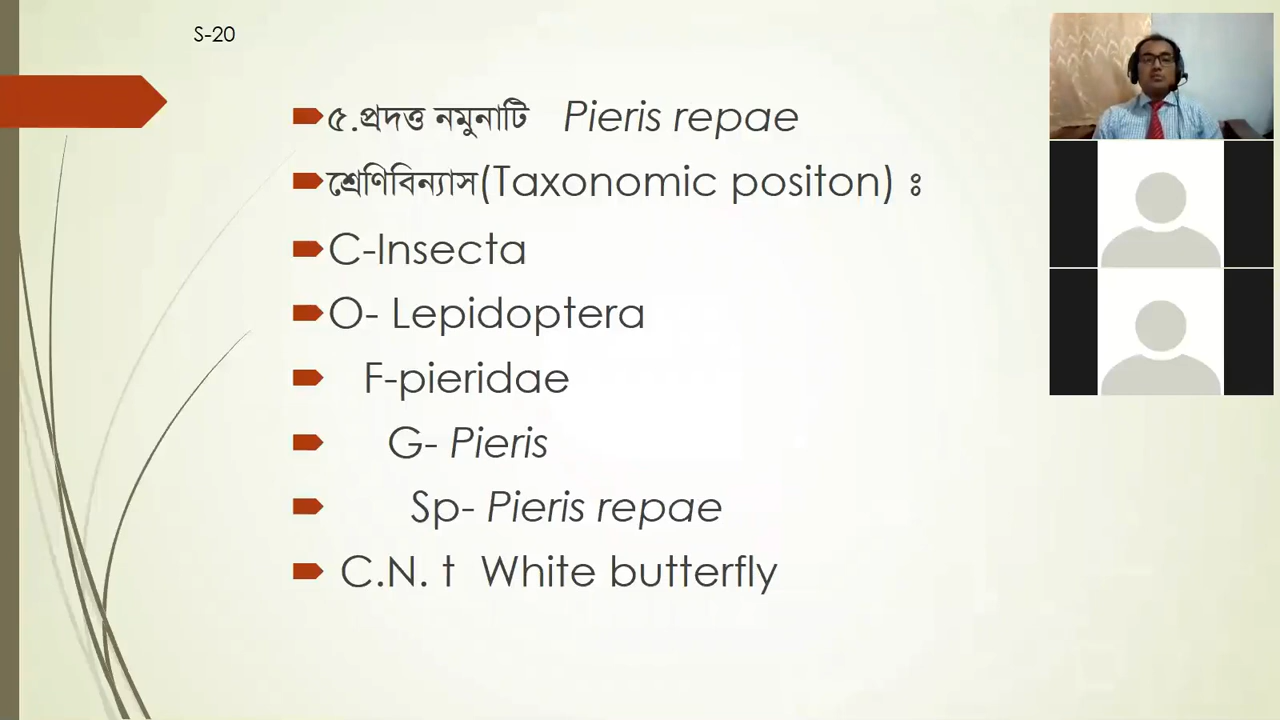 S-20
৫.প্রদত্ত নমুনাটি Pieris repae
শ্রেণিবিন্যাস(Taxonomic positon) ঃ
C-Insecta
O- Lepidoptera
F-pieridae
G- Pieris
Sp- Pieris repae
C.N. t White butterfly